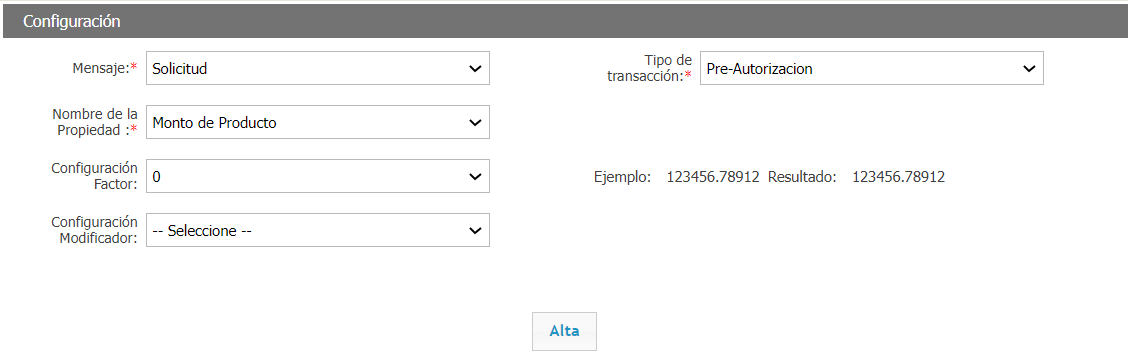 Configuración
Mensaje:* Solicitud
Tipo de
transacción:* Pre-Autorizacion
Nombre de la
Propiedad :* Monto de Producto
Configuración
Factor: 0
Ejemplo: 123456.78912 Resultado: 123456.78912
Configuración
Modificador: -- Seleccione --
Alta